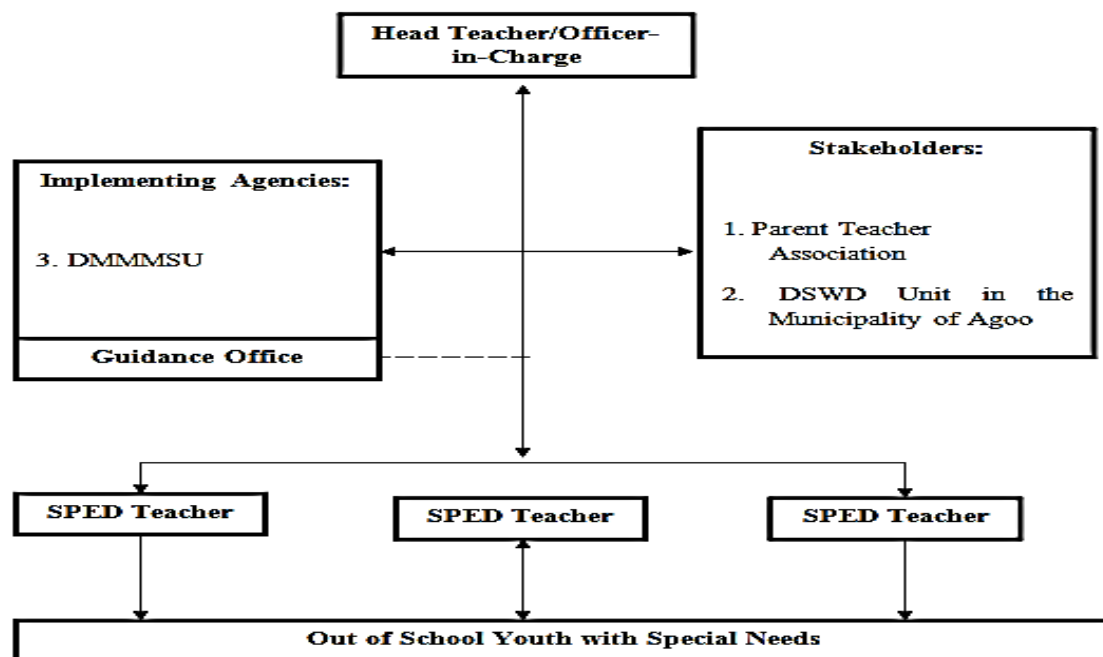 Head Teacher/Officer-
in-Charge
Implementing Agencies:
3. DMMMSU
Guidance Office
Stakeholders:
1. Parent Teacher
Association
2. DSWD Unit in the
Municipality of Agoo
SPED Teacher
SPED Teacher
SPED Teacher
Out of School Youth with Special Needs